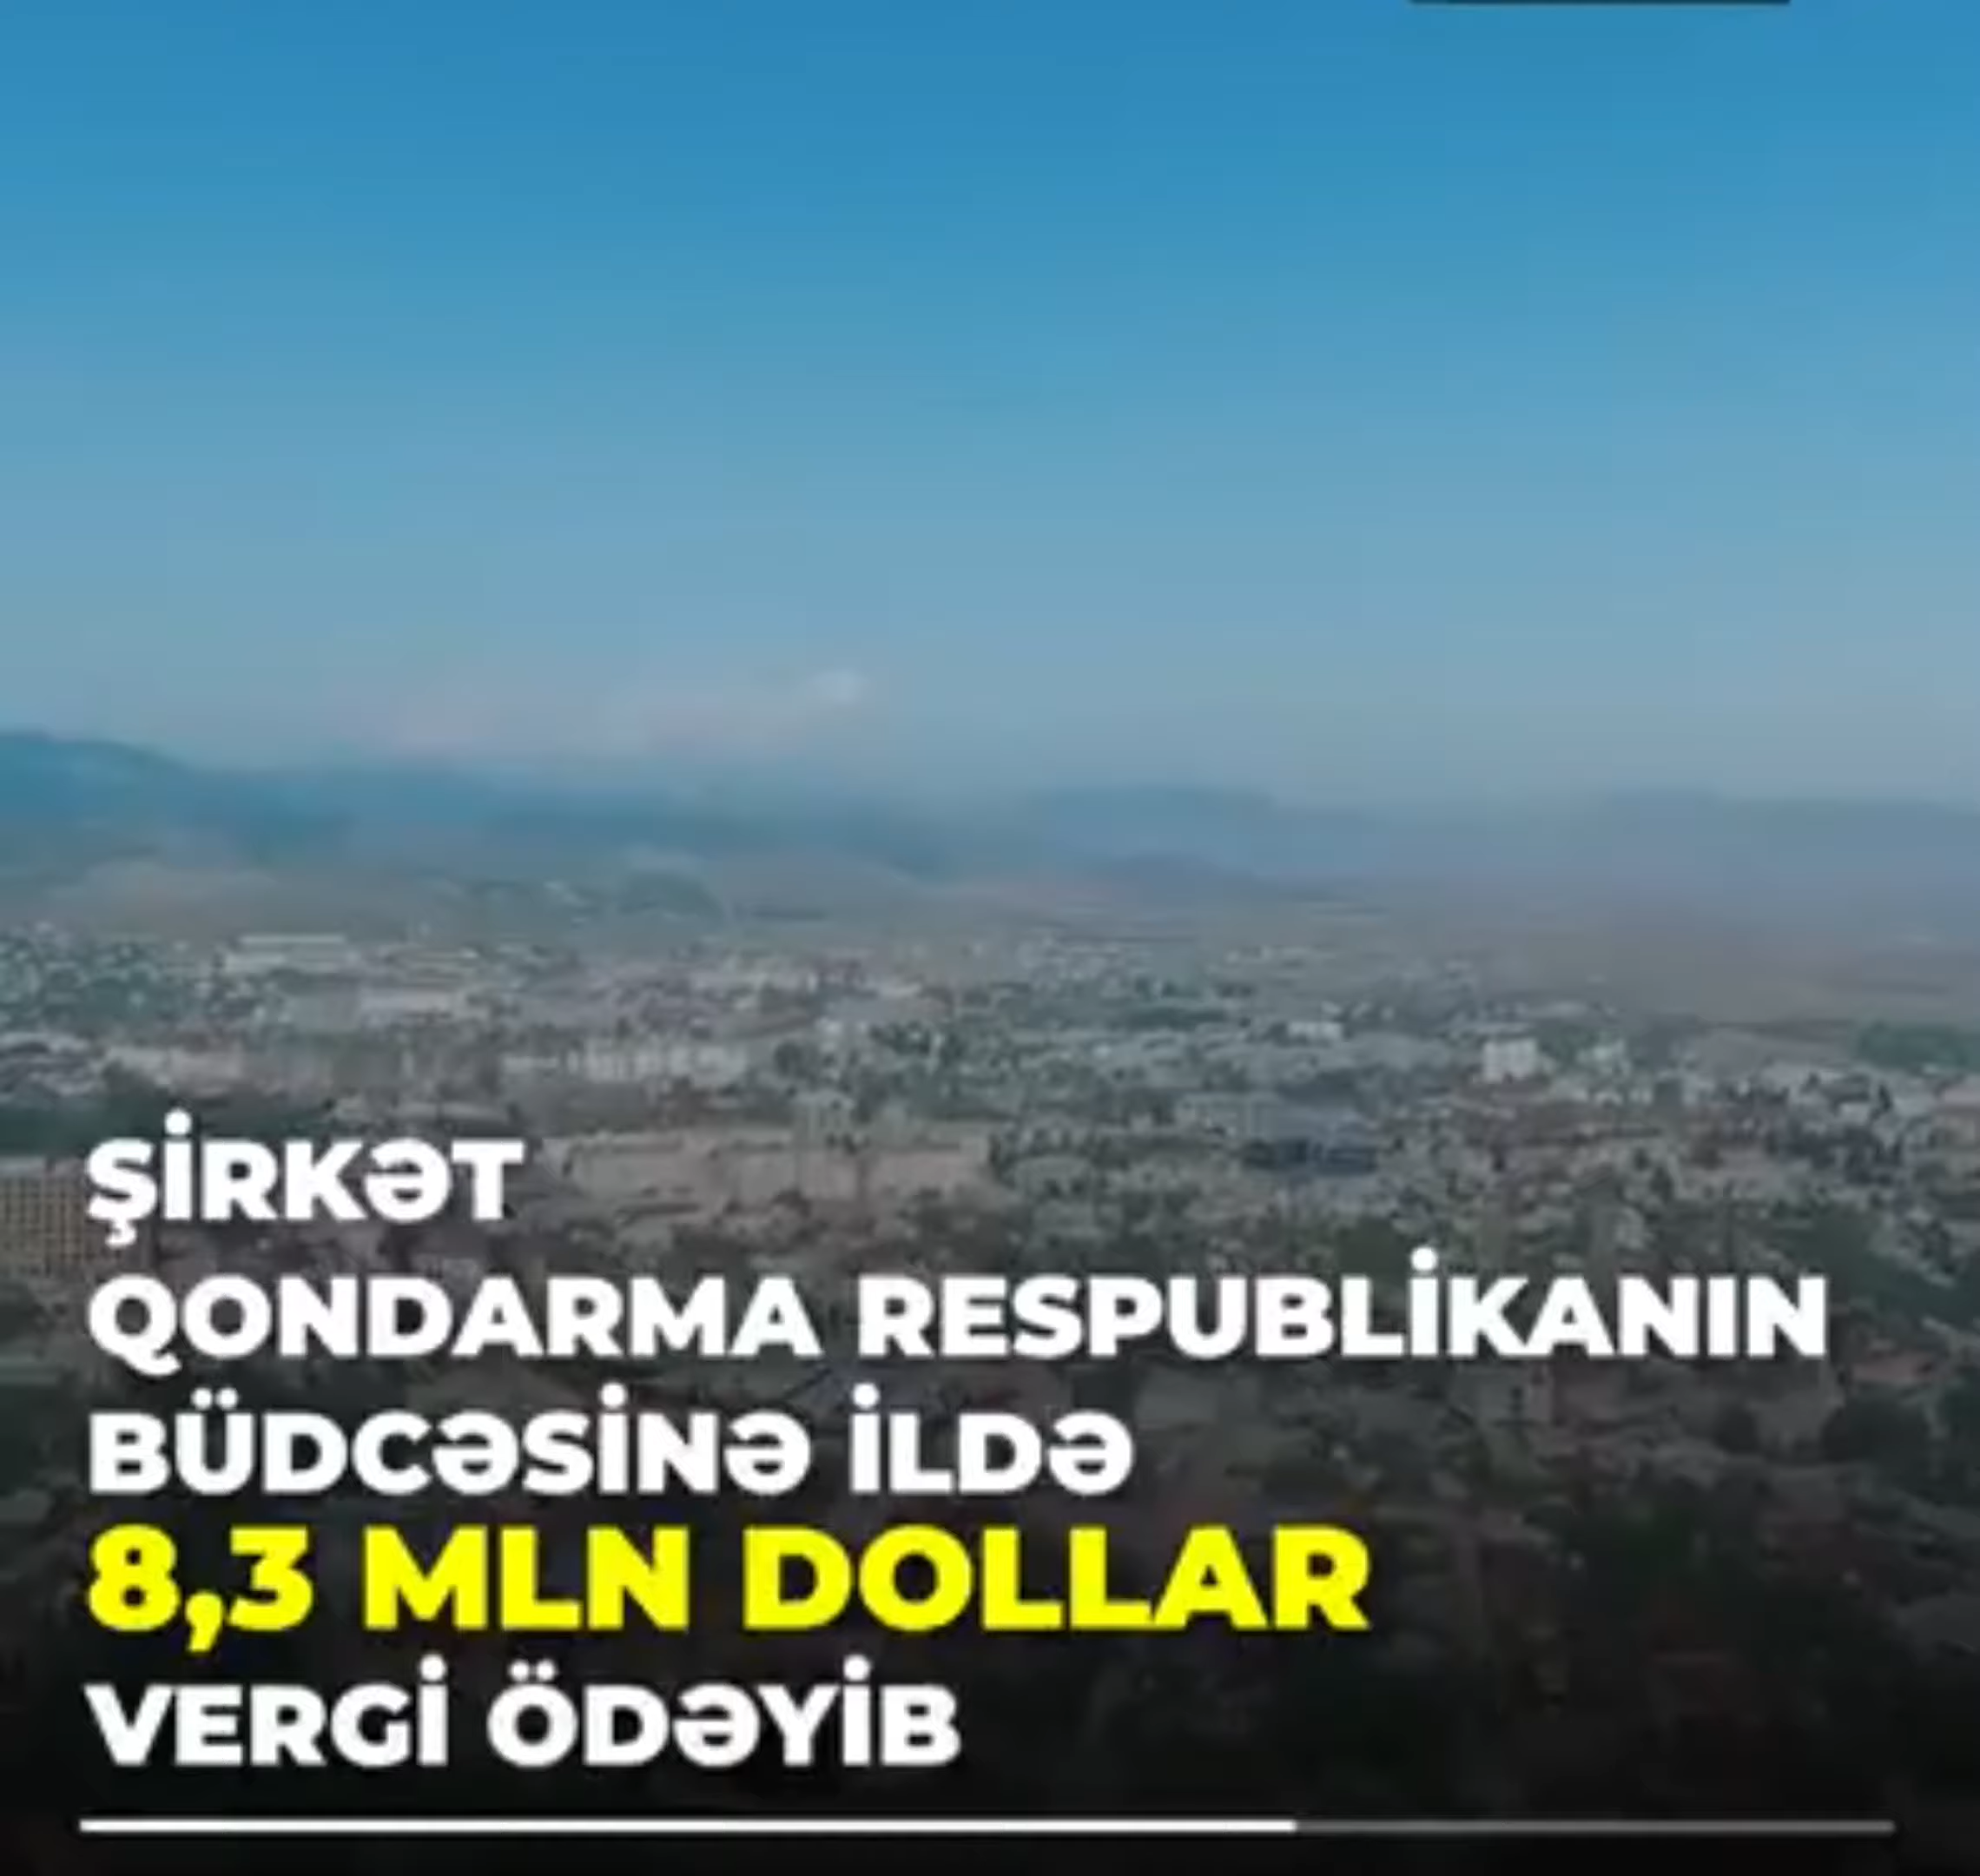 ŞİRKƏT
QONDARMA RESPUBLİKANIN
BÜDCƏSİNƏ İLDƏ
8,3 MLN DOLLAR
VERGİ ÖDƏYİB